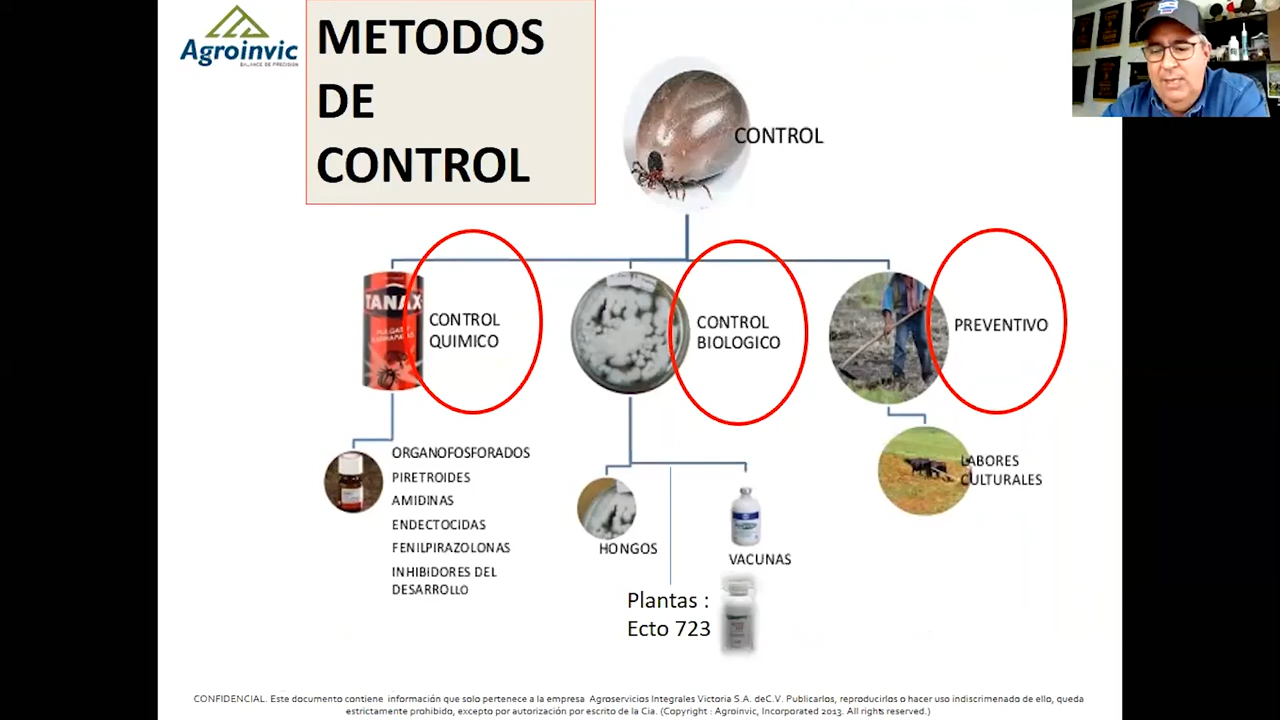 Agroinvic
BALANCE DE PRECISION
METODOS
DE
CONTROL
CONTROL
TANAX
CONTROL
QUIMICO
CONTROL
BIOLOGICO
PREVENTIVO
ORGANOFOSFORADOS
PIRETROIDES
AMIDINAS
ENDECTOCIDAS
FENILPIRAZOLONAS
INHIBIDORES DEL
DESARROLLO
HONGOS
VACUNAS
LABORES
CULTURALES
Plantas :
Ecto 723
CONFIDENCIAL. Este documento contiene información que solo pertenece a la empresa Agroservicios Integrales Victoria S.A. deC.V. Publicarlos, reproducirlos o hacer uso indiscrimenada de ello, queda
estrictamente prohibido, excepto por autorización por escrito de la Cia. (Copyright : Agroinvic, Incorporated 2013. All rights reserved.)